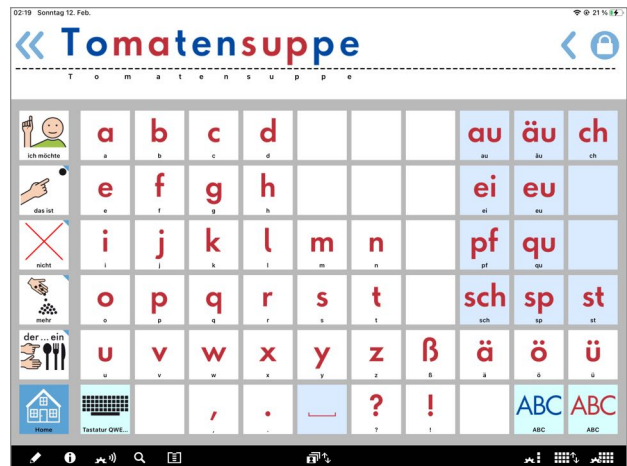 02:19 Sonntag 12. Feb. 21 %
Tomatensuppe
T o m a t e n s u p p e
ich möchte a a b b c c d d au au äu äu ch ch
das ist e e f f g g h h ei ei eu eu
nicht i i j j k k l l m m n n pf pf qu qu
mehr o o p p q q r r s s t t sch sch sp sp st st
der ... ein u u v v w w x x y y z z ß ß ä ä ö ö ü ü
Home Tastatur QWE... , , . . ? ? ! ! ABC ABC ABC ABC